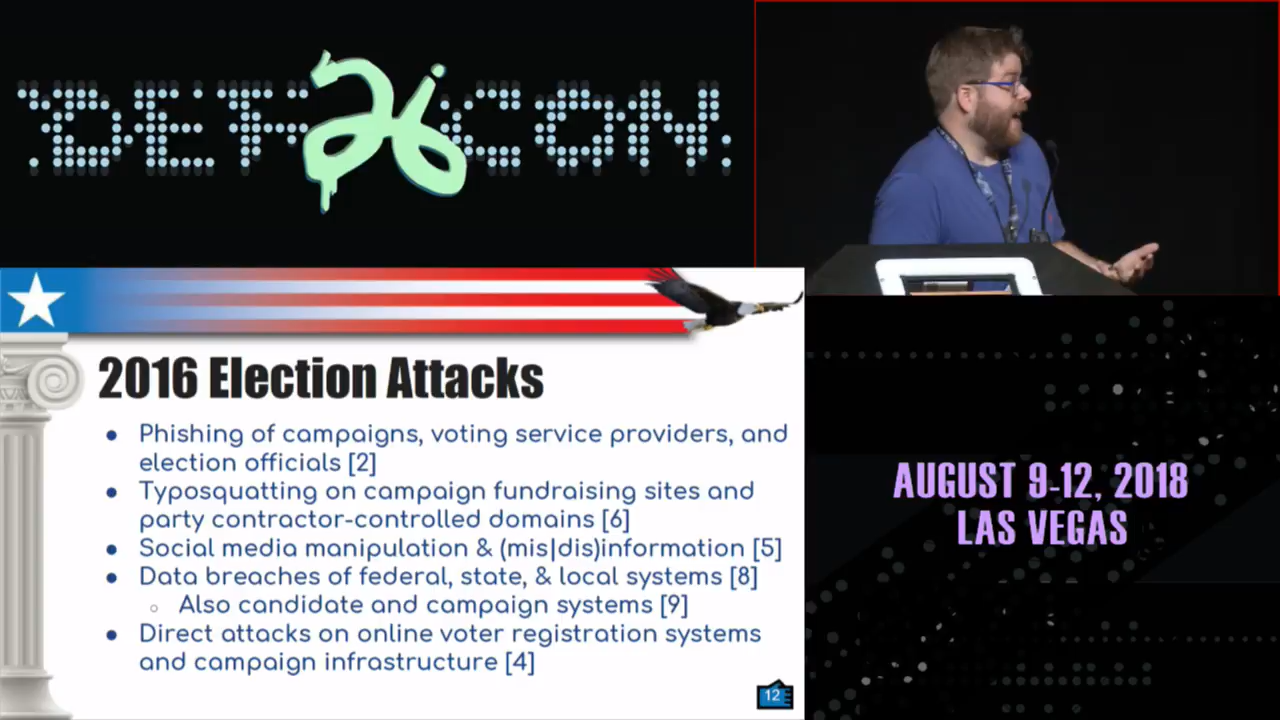 DEF 26 CON
2016 Election Attacks
● Phishing of campaigns, voting service providers, and
election officials [2]
● Typosquatting on campaign fundraising sites and
party contractor-controlled domains [6]
● Social media manipulation & (mis|dis)information [5]
● Data breaches of federal, state, & local systems [8]
○ Also candidate and campaign systems [9]
● Direct attacks on online voter registration systems
and campaign infrastructure [4]
12
AUGUST 9-12, 2018
LAS VEGAS